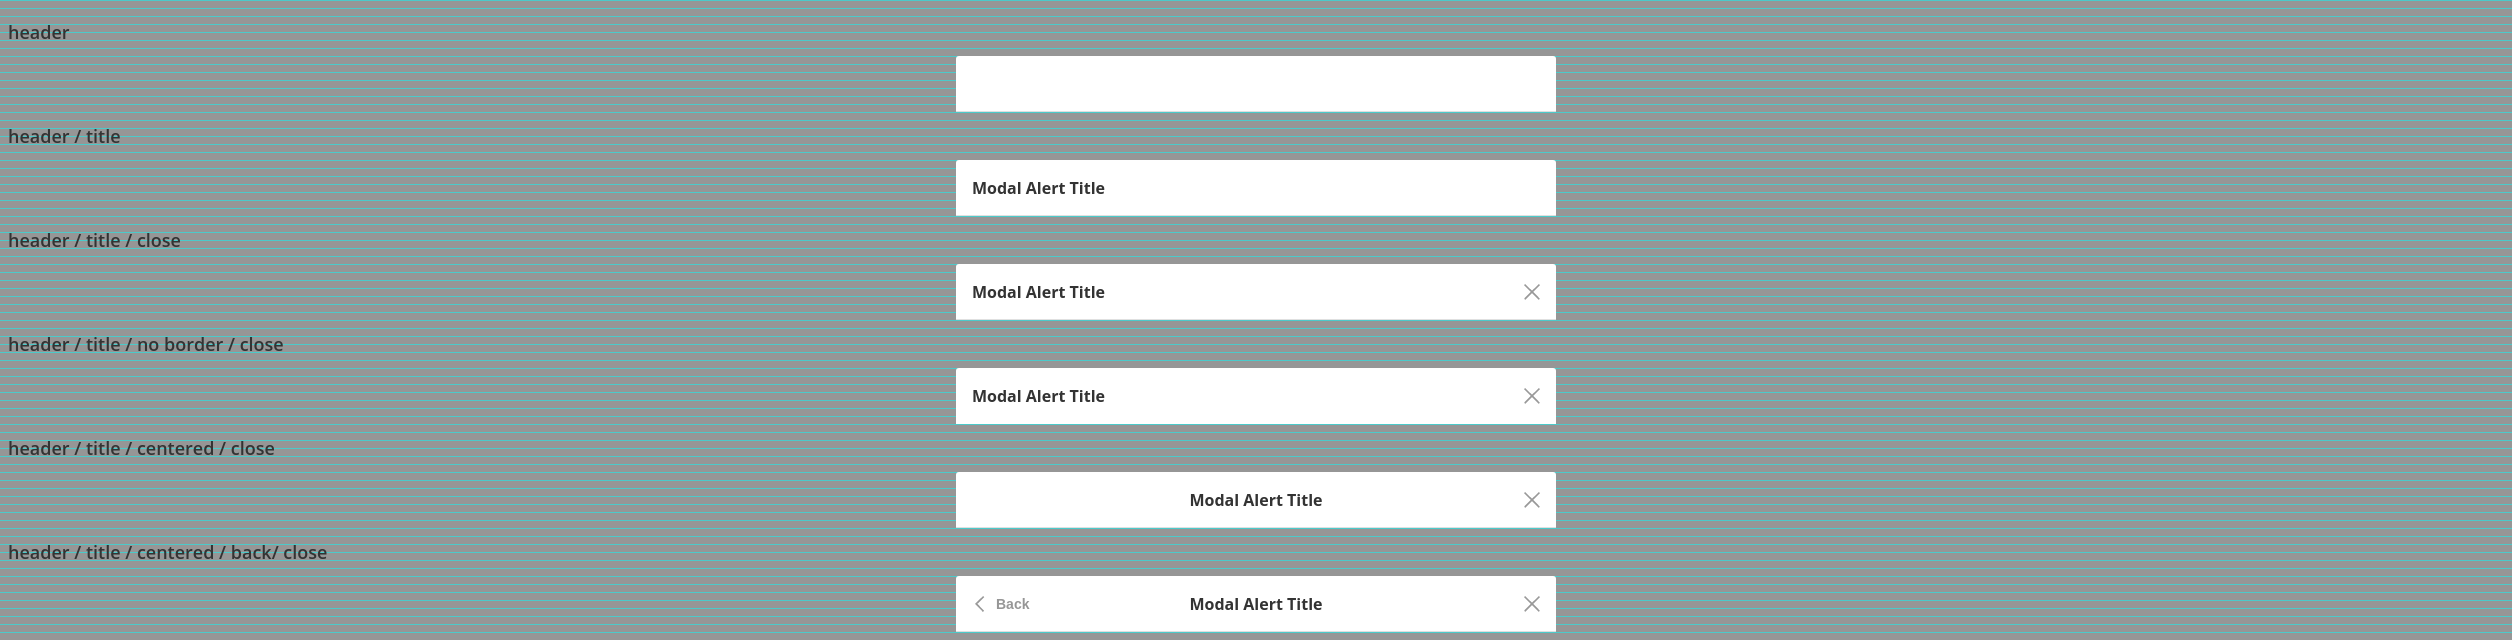 header
header / title
Modal Alert Title
header / title / close
Modal Alert Title
header / title / no border / close
Modal Alert Title
header / title / centered / close
Modal Alert Title
header / title / centered / back/ close
Back Modal Alert Title